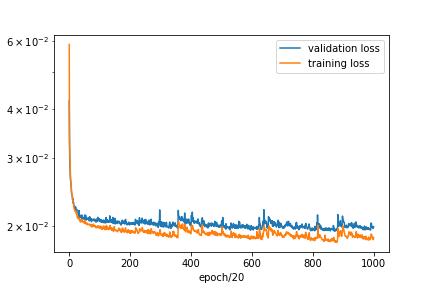 6 × 10⁻²
4 × 10⁻²
3 × 10⁻²
2 × 10⁻²
validation loss
training loss
0 200 400 600 800 1000
epoch/20